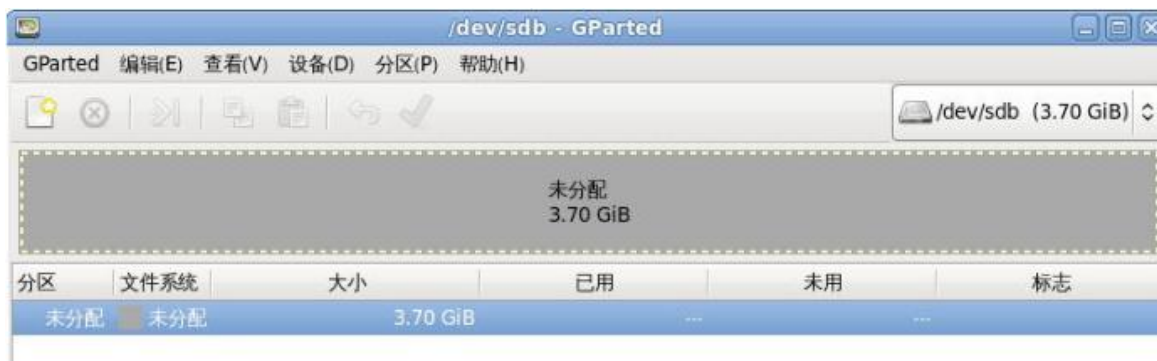 /dev/sdb - GParted
GParted 编辑(E) 查看(V) 设备(D) 分区(P) 帮助(H)
/dev/sdb (3.70 GiB)
未分配
3.70 GiB
分区 文件系统 大小 已用 未用 标志
未分配 未分配 3.70 GiB --- ---